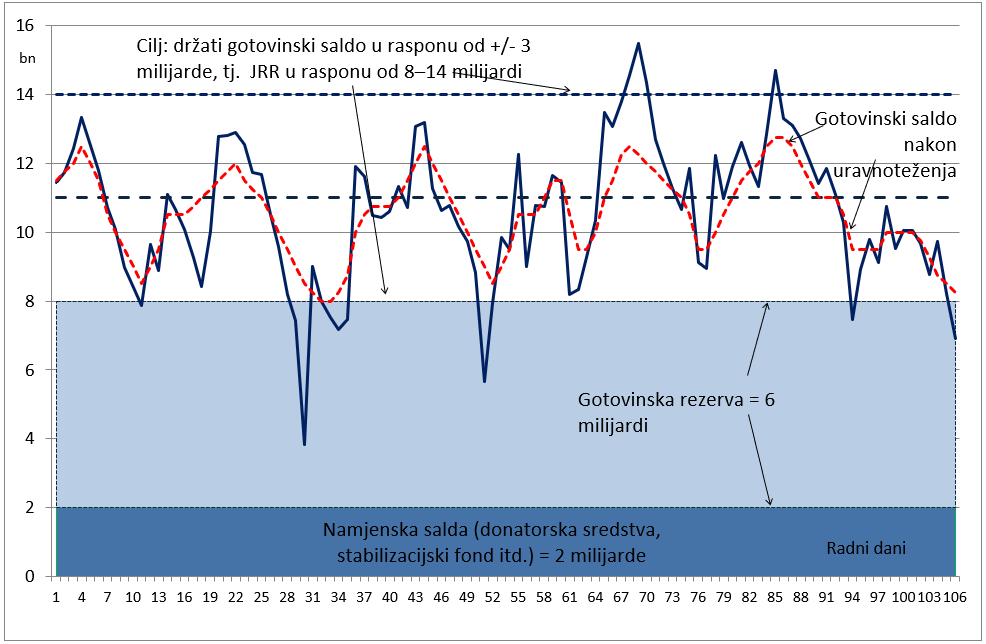 16
bn
14
12
10
8
6
4
2
0
Cilj: držati gotovinski saldo u rasponu od +/- 3
milijarde, tj. JRR u rasponu od 8–14 milijardi
Gotovinski saldo
nakon
uravnoteženja
Gotovinska rezerva = 6
milijardi
Namjenska salda (donatorska sredstva,
stabilizacijski fond itd.) = 2 milijarde
Radni dani
1 4 7 10 13 16 19 22 25 28 31 34 37 40 43 46 49 52 55 58 61 64 67 70 73 76 79 82 85 88 91 94 97 100 103 106